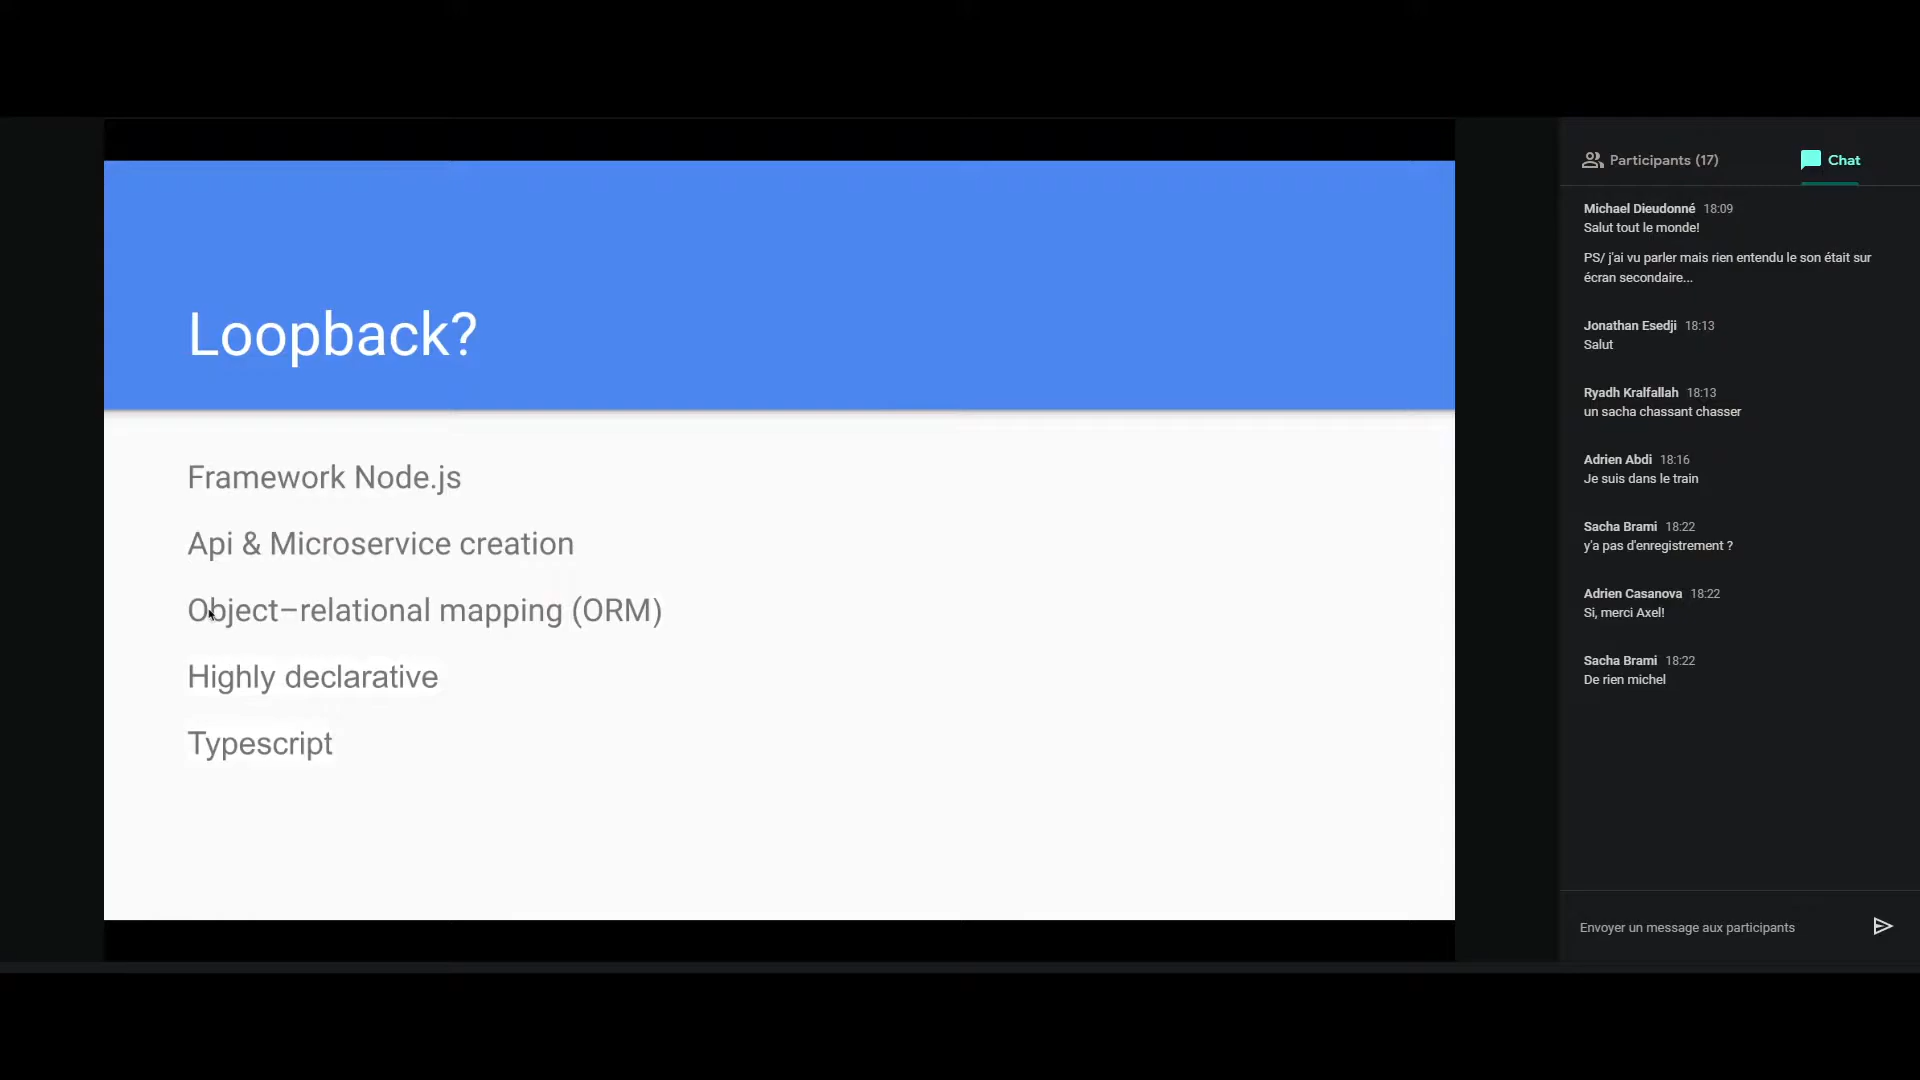 Loopback?
Framework Node.js
Api & Microservice creation
Object–relational mapping (ORM)
Highly declarative
Typescript
Participants (17)
Chat
Michael Dieudonné 18:09
Salut tout le monde!
PS/ j'ai vu parler mais rien entendu le son était sur
écran secondaire...
Jonathan Esedji 18:13
Salut
Ryadh Kralfallah 18:13
un sacha chassant chasser
Adrien Abdi 18:16
Je suis dans le train
Sacha Brami 18:22
y'a pas d'enregistrement ?
Adrien Casanova 18:22
Si, merci Axel!
Sacha Brami 18:22
De rien michel
Envoyer un message aux participants